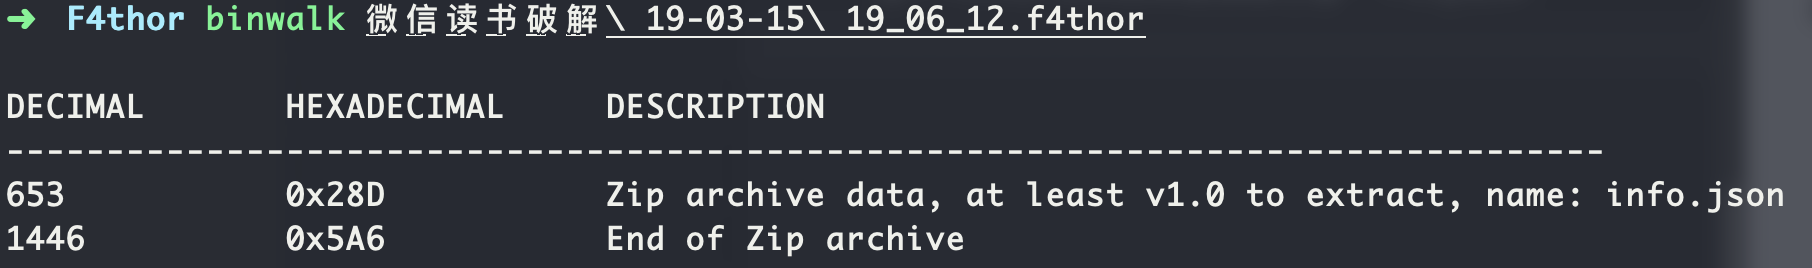 ➜  F4thor binwalk 微信读书破解\ 19-03-15\ 19_06_12.f4thor
DECIMAL       HEXADECIMAL     DESCRIPTION
--------------------------------------------------------------------------------
653           0x28D           Zip archive data, at least v1.0 to extract, name: info.json
1446          0x5A6           End of Zip archive